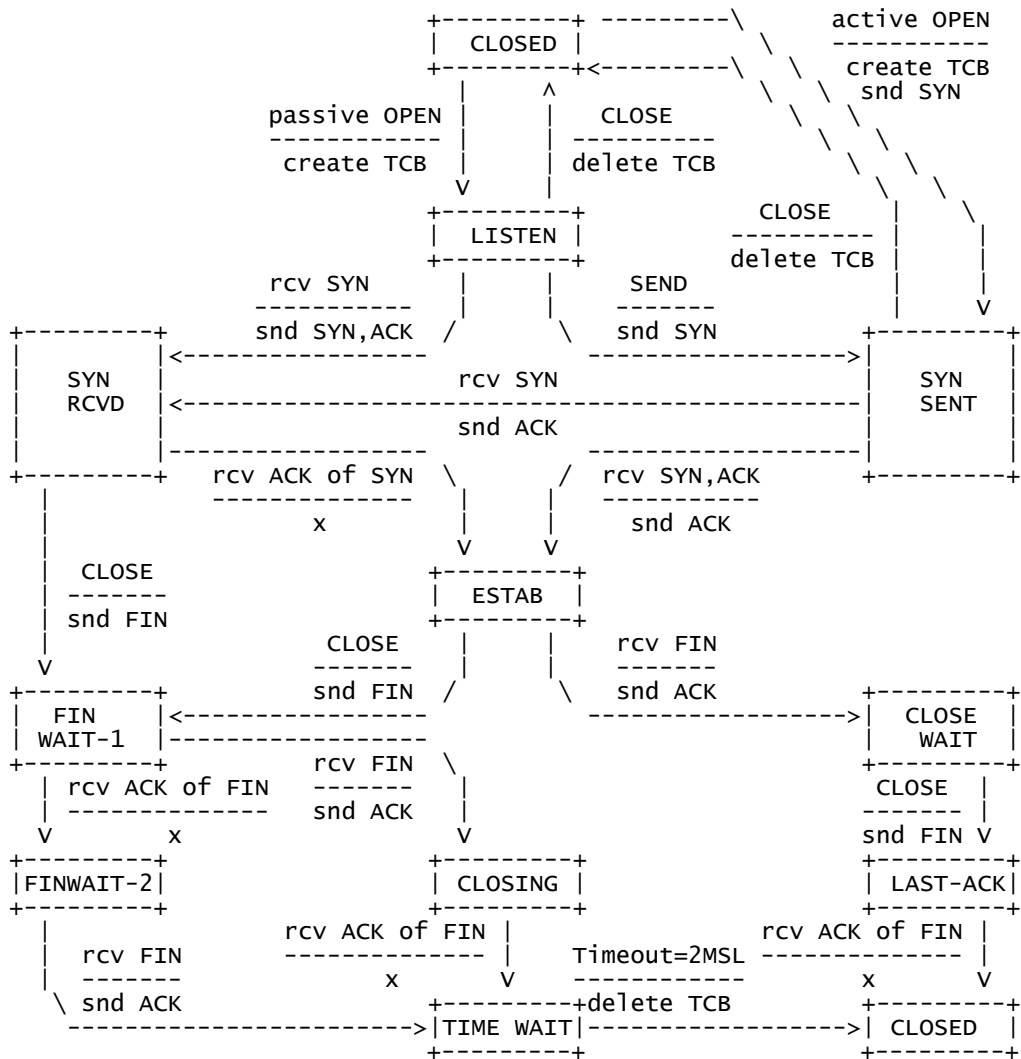 +---------+ ---------\      active OPEN
|  CLOSED |            \    -----------
+---------+<---------\   \   create TCB
  |     ^              \   \  snd SYN
passive OPEN |     |   CLOSE        \   \
------------ |     | ----------       \   \
create TCB  |     | delete TCB         \   \
  V     |                      \   \
+---------+            CLOSE    |    \
|  LISTEN |          ---------- |     |
+---------+          delete TCB |     |
rcv SYN      |     |     SEND              |     |
-----------   |     |    -------            |     V
+---------+      snd SYN,ACK  /       \   snd SYN          +---------+
|         |<-----------------           ------------------>|         |
|   SYN   |                    rcv SYN                     |   SYN   |
|   RCVD  |<-----------------------------------------------|   SENT  |
|         |                    snd ACK                     |         |
|         |------------------           -------------------|         |
+---------+   rcv ACK of SYN  \       /  rcv SYN,ACK       +---------+
  |           --------------   |     |   -----------
  |                  x         |     |     snd ACK
  |                            V     V
  |  CLOSE                   +---------+
  | -------                  |  ESTAB  |
  | snd FIN                  +---------+
  |                   CLOSE    |     |    rcv FIN
  V                  -------   |     |    -------
+---------+          snd FIN  /       \   snd ACK          +---------+
|  FIN    |<-----------------           ------------------>|  CLOSE  |
| WAIT-1  |------------------                              |   WAIT  |
+---------+          rcv FIN  \                            +---------+
  | rcv ACK of FIN  -------   |                            CLOSE  |
  | --------------  snd ACK   |                           ------- |
  V        x                   V                           snd FIN V
+---------+                  +---------+                   +---------+
|FINWAIT-2|                  | CLOSING |                   | LAST-ACK|
+---------+                  +---------+                   +---------+
  |                rcv ACK of FIN |                 rcv ACK of FIN |
  |  rcv FIN       -------------- |    Timeout=2MSL -------------- |
  |  -------              x       V    ------------        x       V
  \ snd ACK                 +---------+delete TCB         +---------+
------------------------>|TIME WAIT|------------------>| CLOSED  |
+---------+                   +---------+